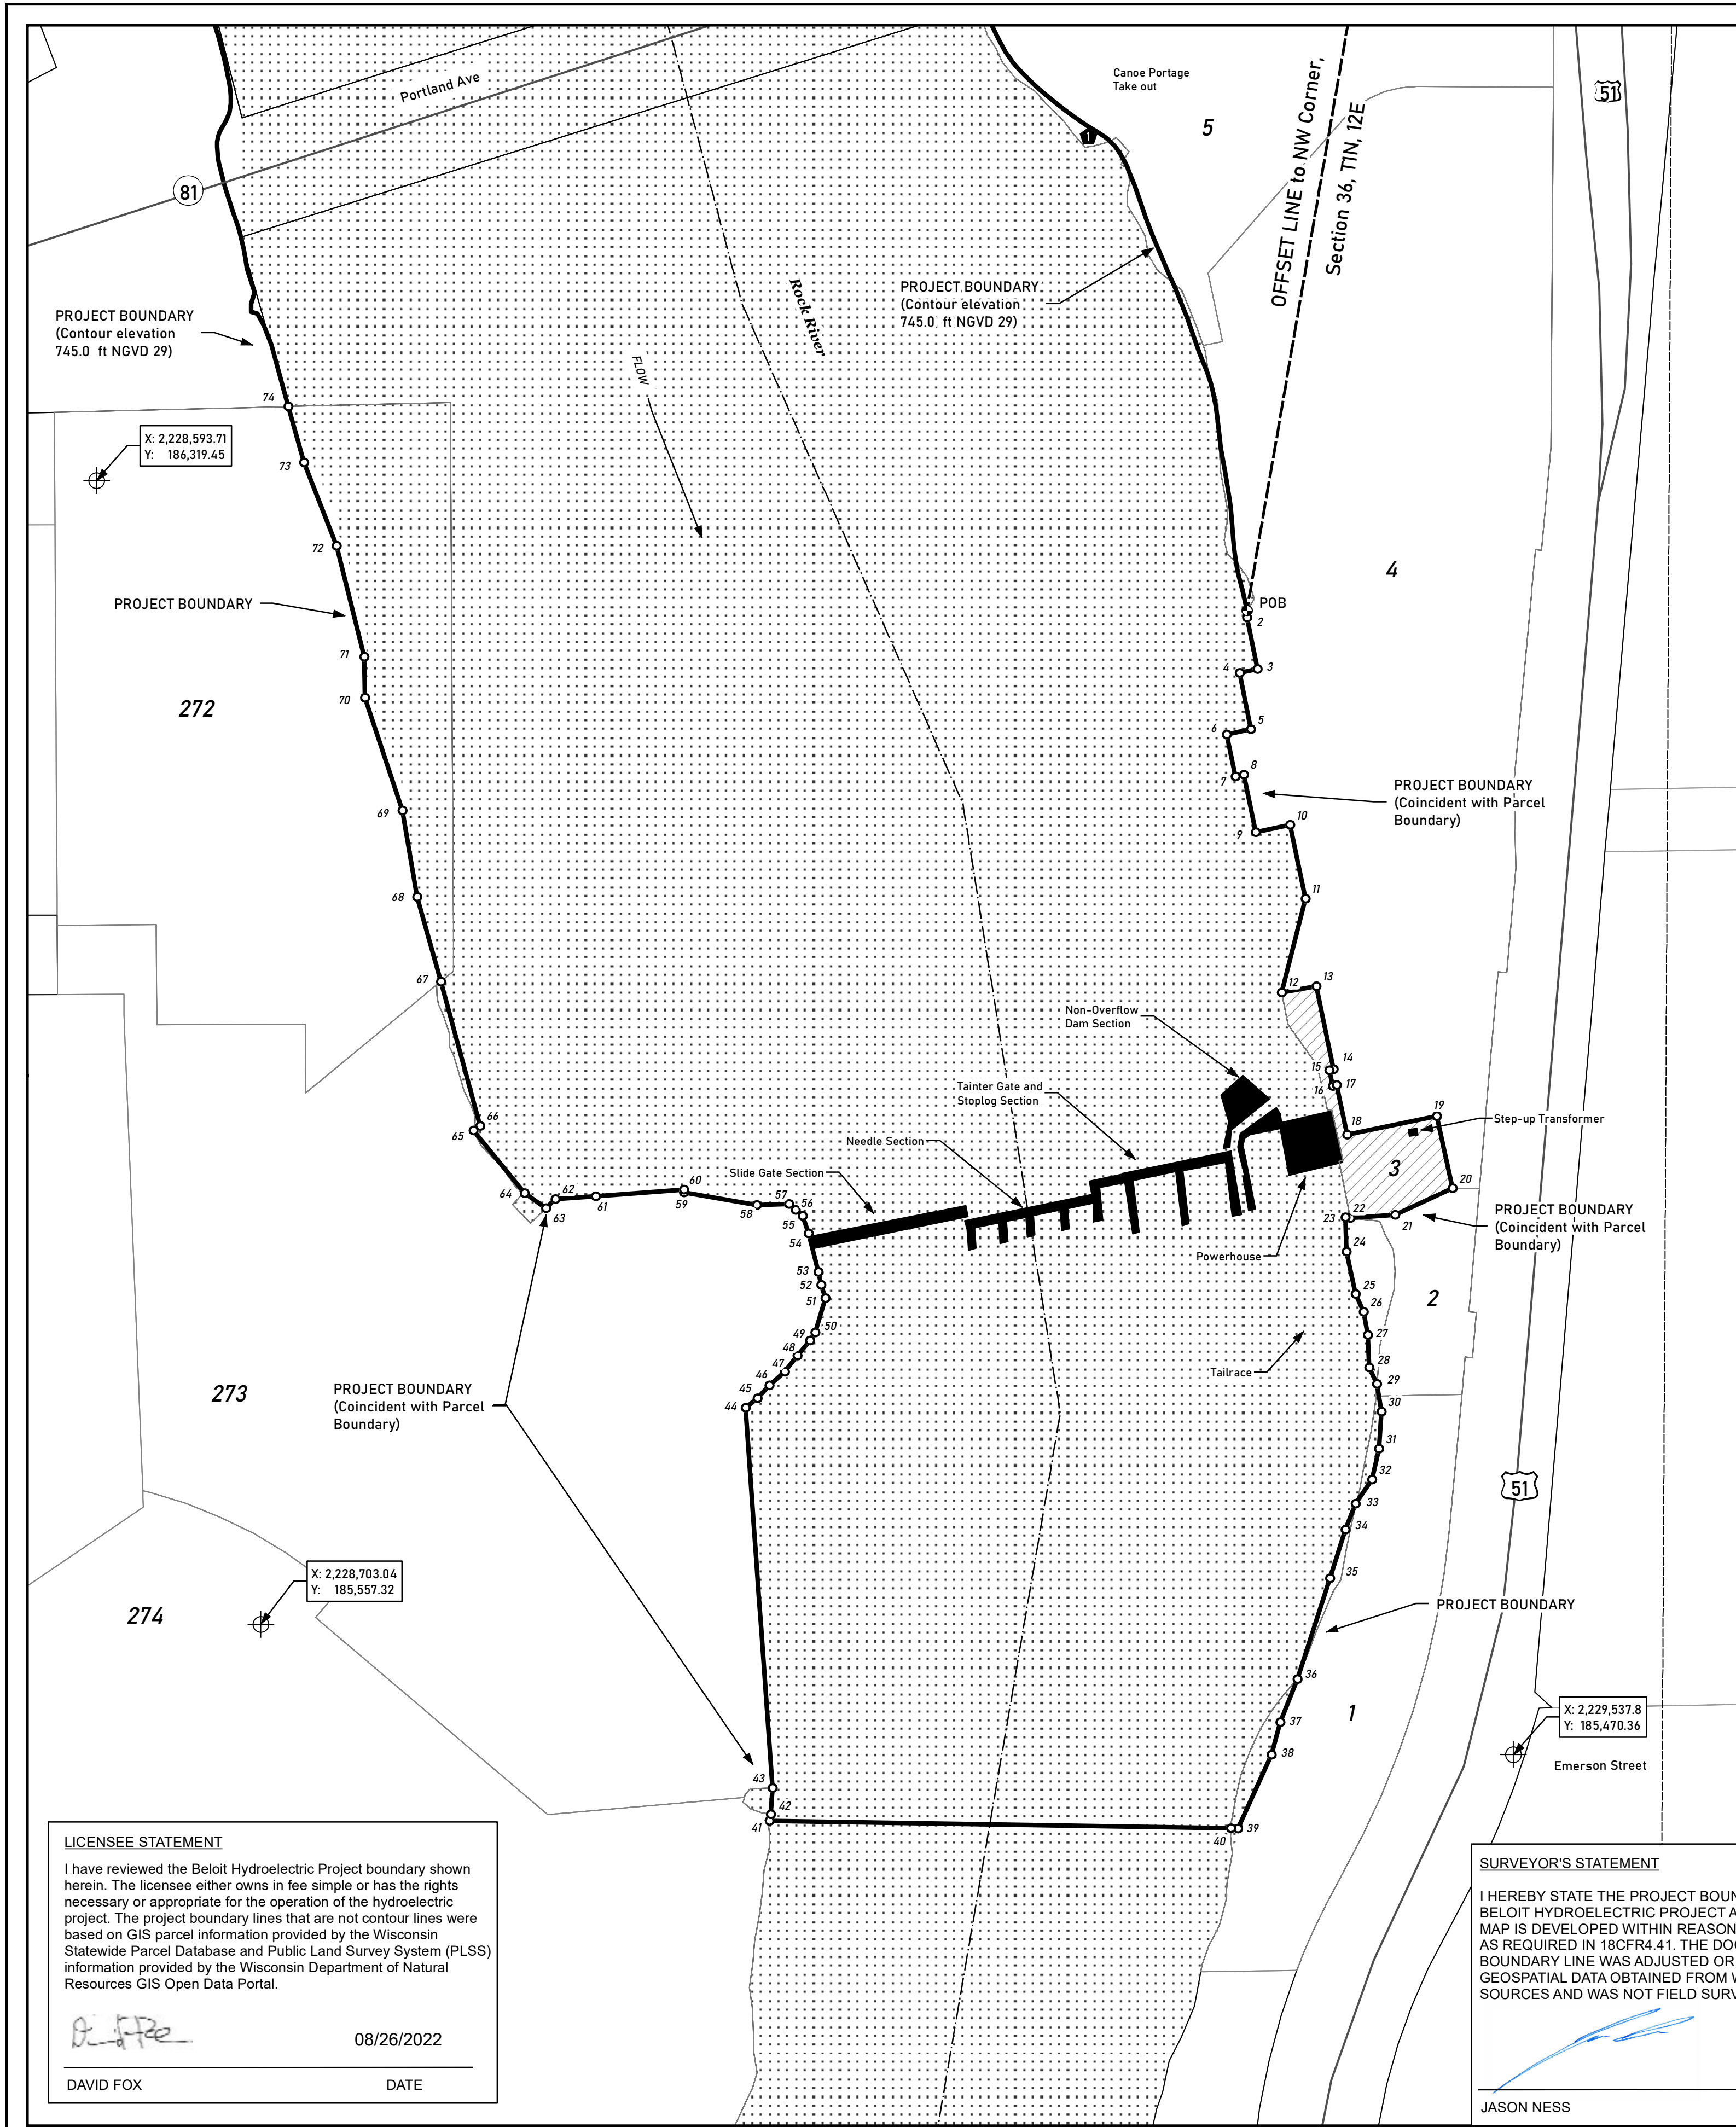 Portland Ave
81
Canoe Portage
Take out
1
5
OFFSET LINE to NW Corner,
Section 36, T1N, 12E
51
PROJECT BOUNDARY
(Contour elevation
745.0 ft NGVD 29)
Rock River
FLOW
PROJECT BOUNDARY
(Contour elevation
745.0 ft NGVD 29)
74
X: 2,228,593.71
Y: 186,319.45
73
72
4
PROJECT BOUNDARY
POB
2
71
4
3
70
272
5
6
8
7
PROJECT BOUNDARY
(Coincident with Parcel
Boundary)
69
10
9
68
11
67
12
13
Non-Overflow
Dam Section
14
15
16
17
Tainter Gate and
Stoplog Section
19
Step-up Transformer
66
65
18
Needle Section
Slide Gate Section
3
64
62
63
61
60
59
58
57
56
55
54
20
22
23
21
PROJECT BOUNDARY
(Coincident with Parcel
Boundary)
24
Powerhouse
53
52
51
25
26
2
50
49
48
47
46
45
44
27
28
29
30
Tailrace
273
PROJECT BOUNDARY
(Coincident with Parcel
Boundary)
31
32
33
34
51
35
X: 2,228,703.04
Y: 185,557.32
274
PROJECT BOUNDARY
36
37
38
1
X: 2,229,537.8
Y: 185,470.36
Emerson Street
43
42
41
40
39
LICENSEE STATEMENT
I have reviewed the Beloit Hydroelectric Project boundary shown
herein. The licensee either owns in fee simple or has the rights
necessary or appropriate for the operation of the hydroelectric
project. The project boundary lines that are not contour lines were
based on GIS parcel information provided by the Wisconsin
Statewide Parcel Database and Public Land Survey System (PLSS)
information provided by the Wisconsin Department of Natural
Resources GIS Open Data Portal.
08/26/2022
DAVID FOX DATE
SURVEYOR'S STATEMENT
I HEREBY STATE THE PROJECT BOUN
BELOIT HYDROELECTRIC PROJECT A
MAP IS DEVELOPED WITHIN REASON
AS REQUIRED IN 18CFR4.41. THE DO
BOUNDARY LINE WAS ADJUSTED OR
GEOSPATIAL DATA OBTAINED FROM
SOURCES AND WAS NOT FIELD SURV
JASON NESS